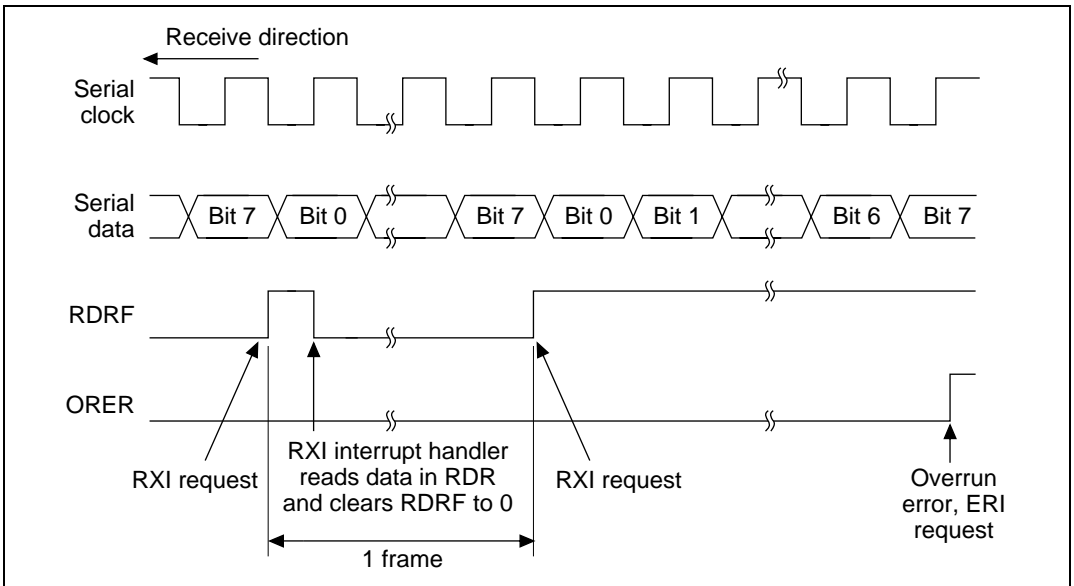 Receive direction
Serial
clock
Serial
data
Bit 7 Bit 0 Bit 7 Bit 0 Bit 1 Bit 6 Bit 7
RDRF
ORER
RXI request
RXI interrupt handler
reads data in RDR
and clears RDRF to 0
RXI request
Overrun
error, ERI
request
1 frame